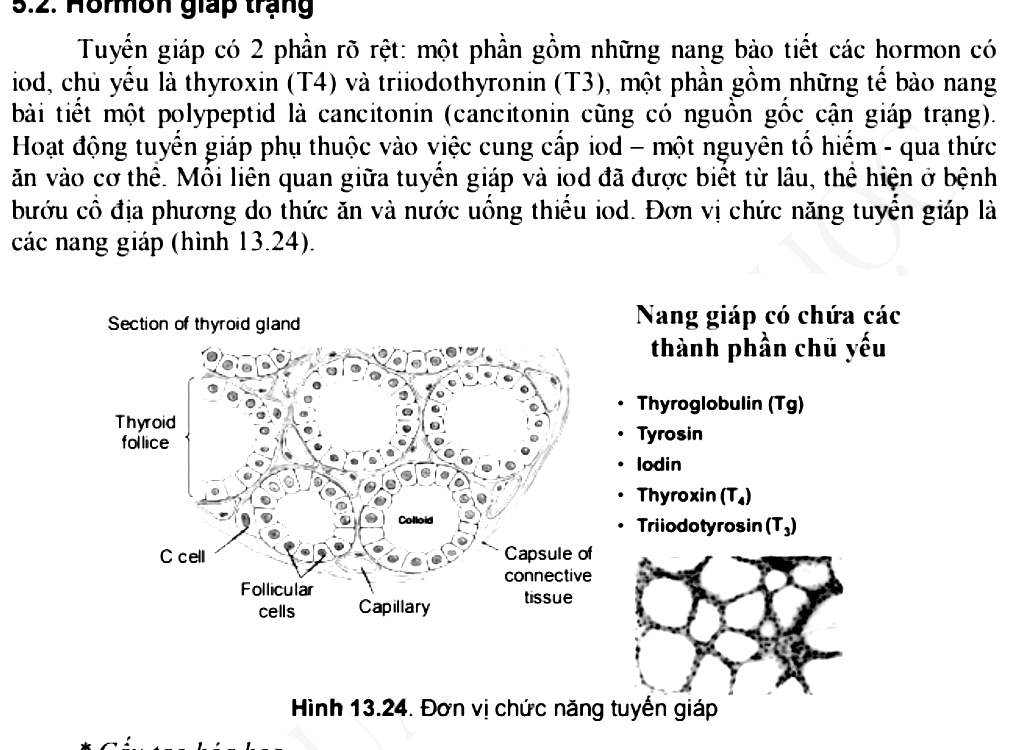 5.2. Hormon giáp trạng
Tuyến giáp có 2 phần rõ rệt: một phần gồm những nang bào tiết các hormon có
iod, chủ yếu là thyroxin (T4) và triiodothyronin (T3), một phần gồm những tế bào nang
bài tiết một polypeptid là cancitonin (cancitonin cũng có nguồn gốc cận giáp trạng).
Hoạt động tuyến giáp phụ thuộc vào việc cung cấp iod – một nguyên tố hiếm - qua thức
ăn vào cơ thể. Mối liên quan giữa tuyến giáp và iod đã được biết từ lâu, thể hiện ở bệnh
bướu cổ địa phương do thức ăn và nước uống thiếu iod. Đơn vị chức năng tuyến giáp là
các nang giáp (hình 13.24).
Section of thyroid gland
Thyroid
follice
C cell
Follicular
cells
Capillary
Colloid
Capsule of
connective
tissue
Nang giáp có chứa các
thành phần chủ yếu
• Thyroglobulin (Tg)
• Tyrosin
• Iodin
• Thyroxin (T₄)
• Triiodotyrosin (T₃)
Hình 13.24. Đơn vị chức năng tuyến giáp
* Cấu tạo hóa học